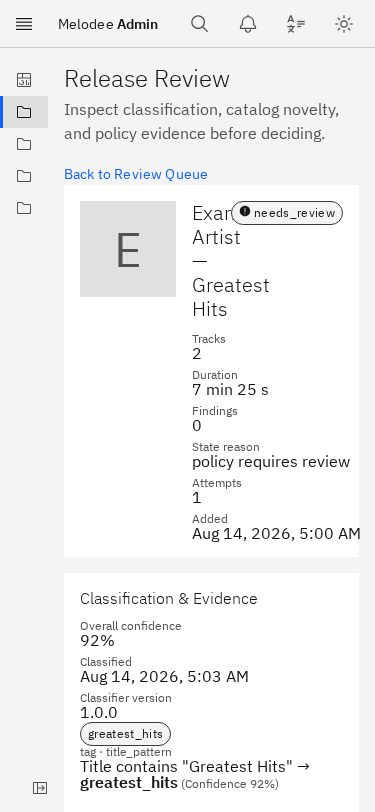 Melodee Admin
Release Review
Inspect classification, catalog novelty,
and policy evidence before deciding.
Back to Review Queue
E
needs_review
Artist
—
Greatest
Hits
Tracks
2
Duration
7 min 25 s
Findings
0
State reason
policy requires review
Attempts
1
Added
Aug 14, 2026, 5:00 AM
Classification & Evidence
Overall confidence
92%
Classified
Aug 14, 2026, 5:03 AM
Classifier version
1.0.0
greatest_hits
tag · title_pattern
Title contains "Greatest Hits" →
greatest_hits (Confidence 92%)